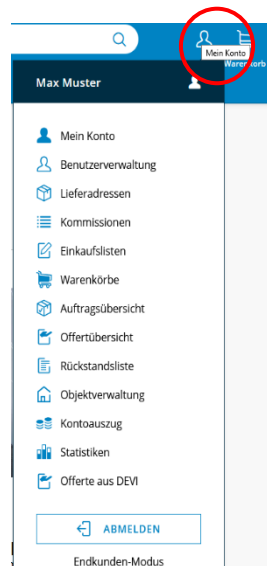 Mein Konto
Warenkorb
Max Muster
Mein Konto
Benutzerverwaltung
Lieferadressen
Kommissionen
Einkaufslisten
Warenkörbe
Auftragsübersicht
Offertübersicht
Rückstandsliste
Objektverwaltung
Kontoauszug
Statistiken
Offerte aus DEVI
ABMELDEN
Endkunden-Modus